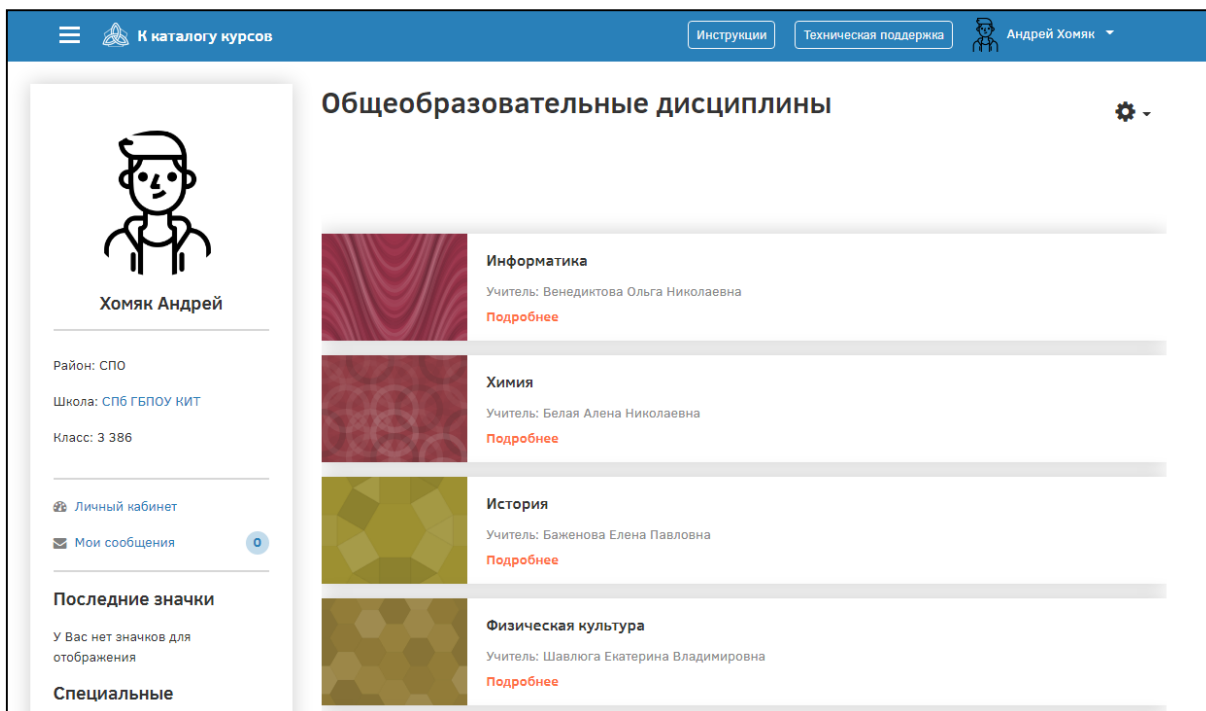 К каталогу курсов
Инструкции
Техническая поддержка
Андрей Хомяк
Хомяк Андрей
Район: СПО
Школа: СПб ГБПОУ КИТ
Класс: 3 386
Личный кабинет
Мои сообщения
0
Последние значки
У Вас нет значков для
отображения
Специальные
Общеобразовательные дисциплины
Информатика
Учитель: Венедиктова Ольга Николаевна
Подробнее
Химия
Учитель: Белая Алена Николаевна
Подробнее
История
Учитель: Баженова Елена Павловна
Подробнее
Физическая культура
Учитель: Шавлюга Екатерина Владимировна
Подробнее